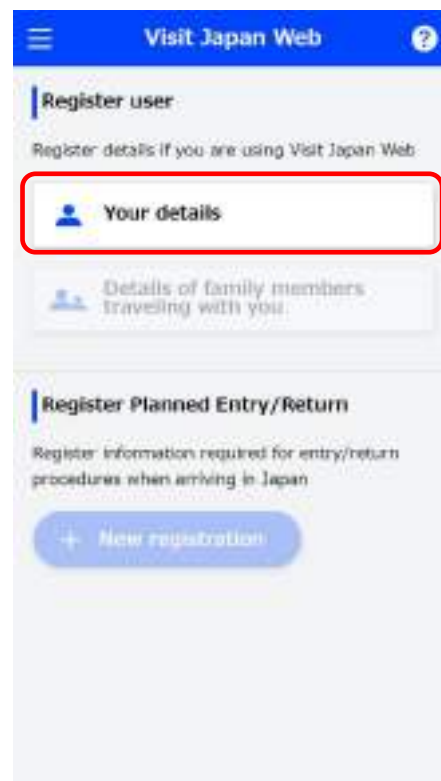 Visit Japan Web
?
Register user
Register details if you are using Visit Japan Web
Your details
Details of family members
traveling with you
Register Planned Entry/Return
Register information required for entry/return
procedures when arriving in Japan
+ New registration